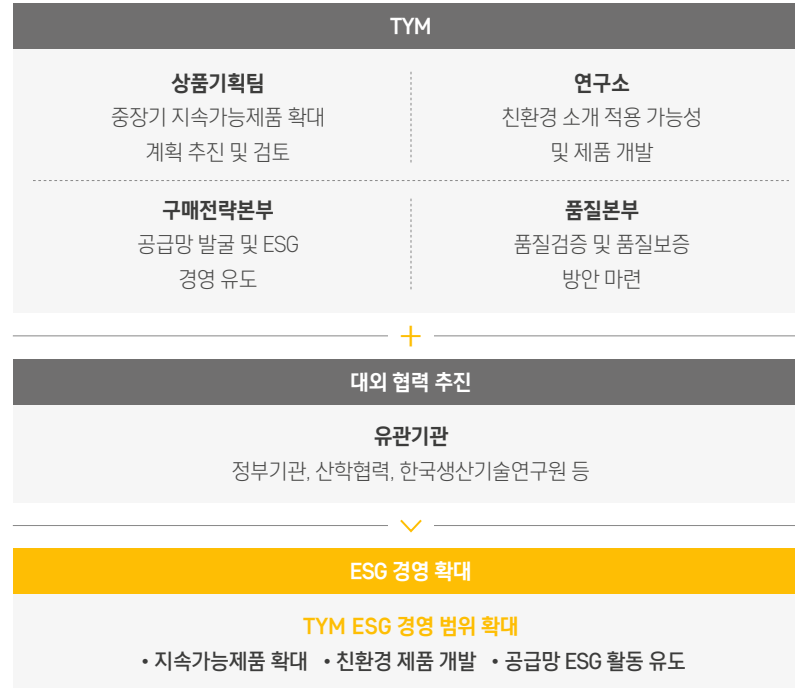 TYM
상품기획팀
중장기 지속가능제품 확대
계획 추진 및 검토
연구소
친환경 소개 적용 가능성
및 제품 개발
구매전략본부
공급망 발굴 및 ESG
경영 유도
품질본부
품질검증 및 품질보증
방안 마련
대외 협력 추진
유관기관
정부기관, 산학협력, 한국생산기술연구원 등
ESG 경영 확대
TYM ESG 경영 범위 확대
• 지속가능제품 확대 • 친환경 제품 개발 • 공급망 ESG 활동 유도